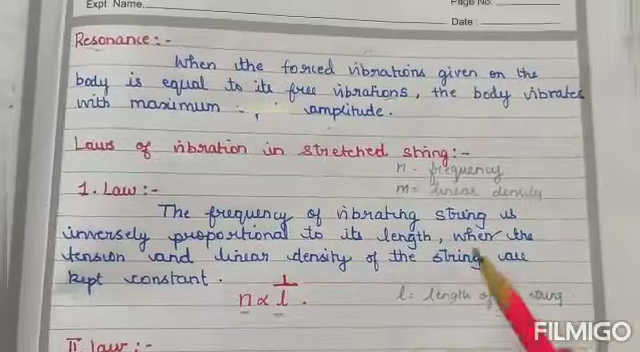 Expt. Name.
Page No.
Date :
Resonance:-
When the forced vibrations given on the
body is equal to its free vibrations, the body vibrates
with maximum amplitude.
Laws of vibration in stretched string:-
n - frequency
m = linear density
1. Law:-
The frequency of vibrating string is
inversely proportional to its length, when the
tension and linear density of the string are
kept constant.
n ∝ 1/l.
l = length of
FILMIGO
II law:-